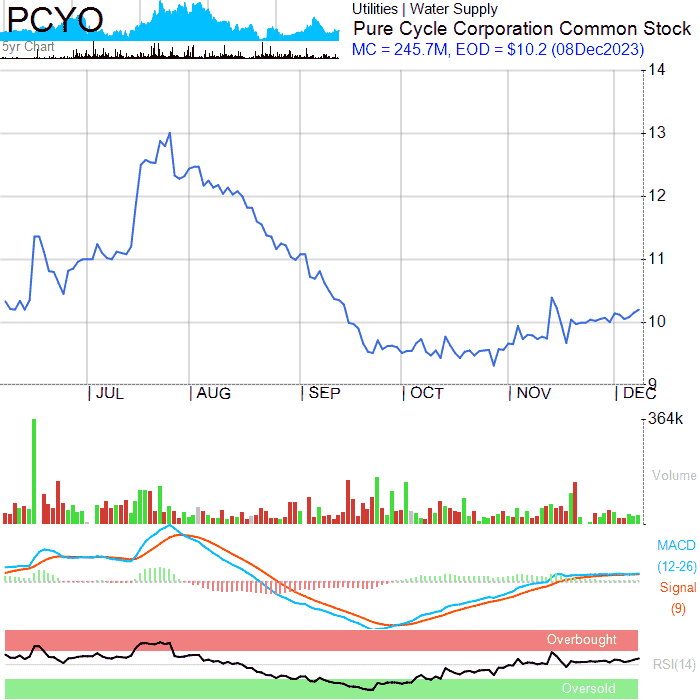 PCYO
5yr Chart
Utilities | Water Supply
Pure Cycle Corporation Common Stock
MC = 245.7M, EOD = $10.2 (08Dec2023)
14
13
12
11
10
9
JUL AUG SEP OCT NOV DEC
364k
Volume
MACD
(12-26)
Signal
(9)
Overbought
RSI(14)
Oversold